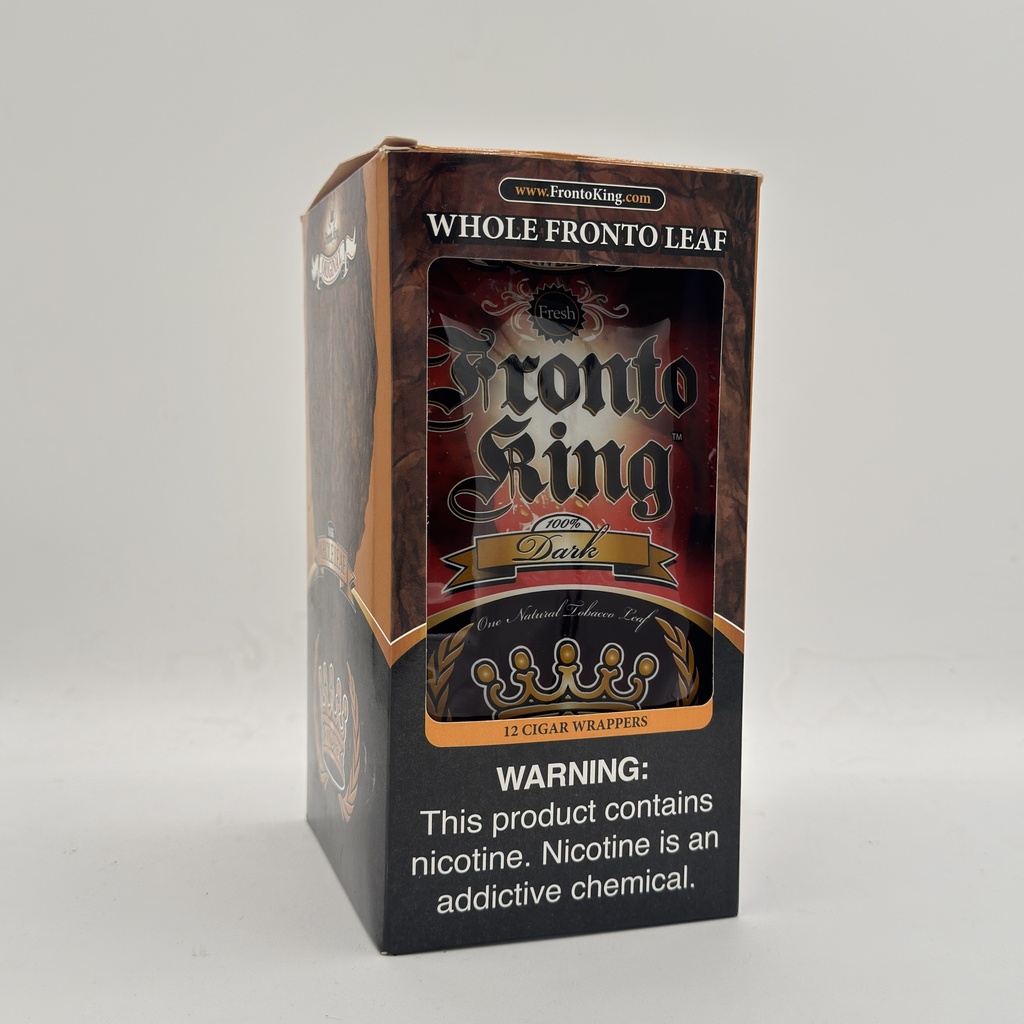 www.FrontoKing.com
WHOLE FRONTO LEAF
Fresh
Fronto
King™
100%
Dark
One Natural Tobacco Leaf
12 CIGAR WRAPPERS
WARNING:
This product contains
nicotine. Nicotine is an
addictive chemical.